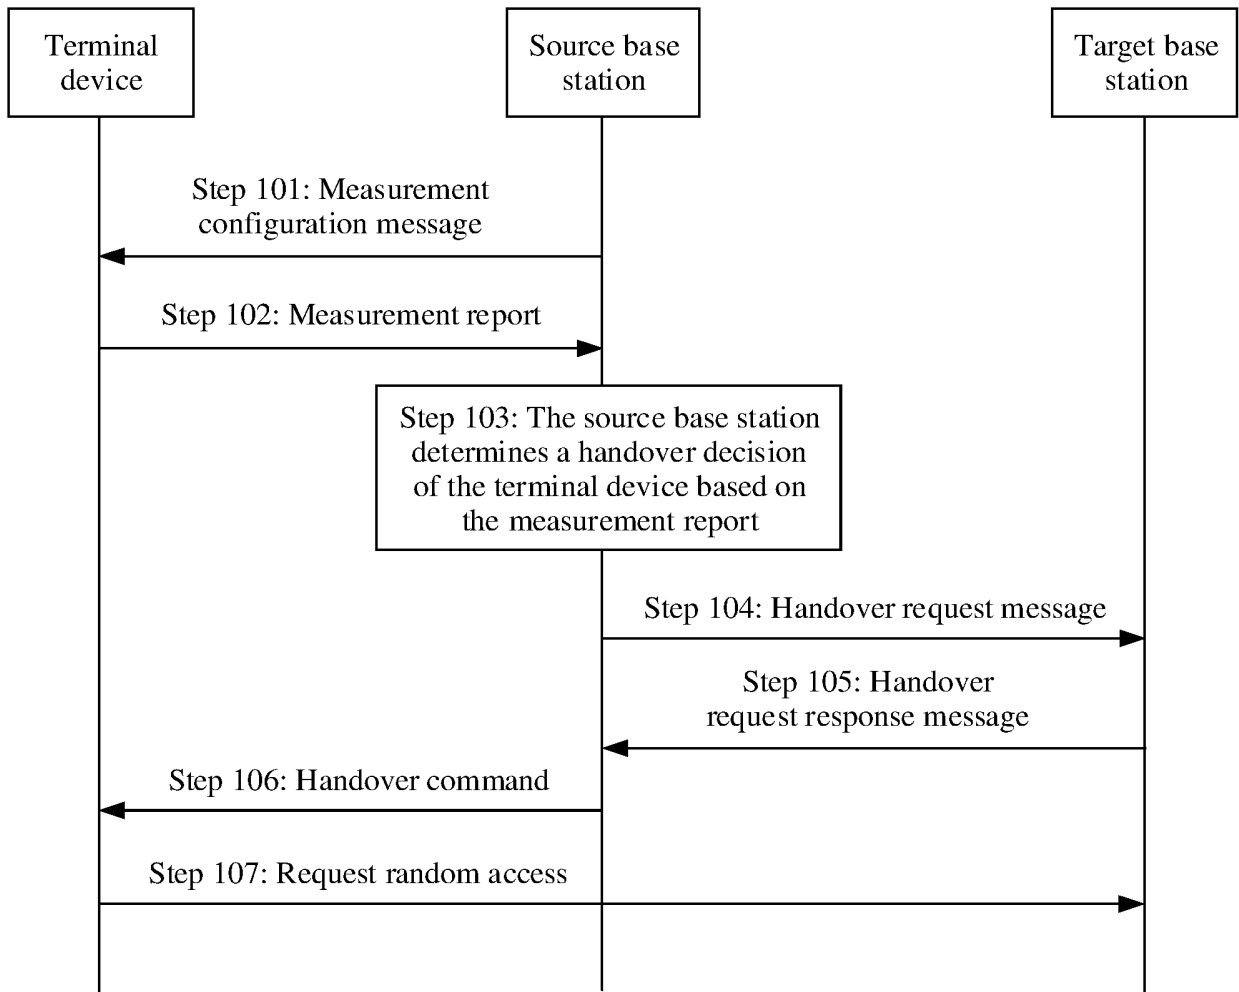 Terminal
device
Source base
station
Target base
station
Step 101: Measurement
configuration message
Step 102: Measurement report
Step 103: The source base station
determines a handover decision
of the terminal device based on
the measurement report
Step 104: Handover request message
Step 105: Handover
request response message
Step 106: Handover command
Step 107: Request random access